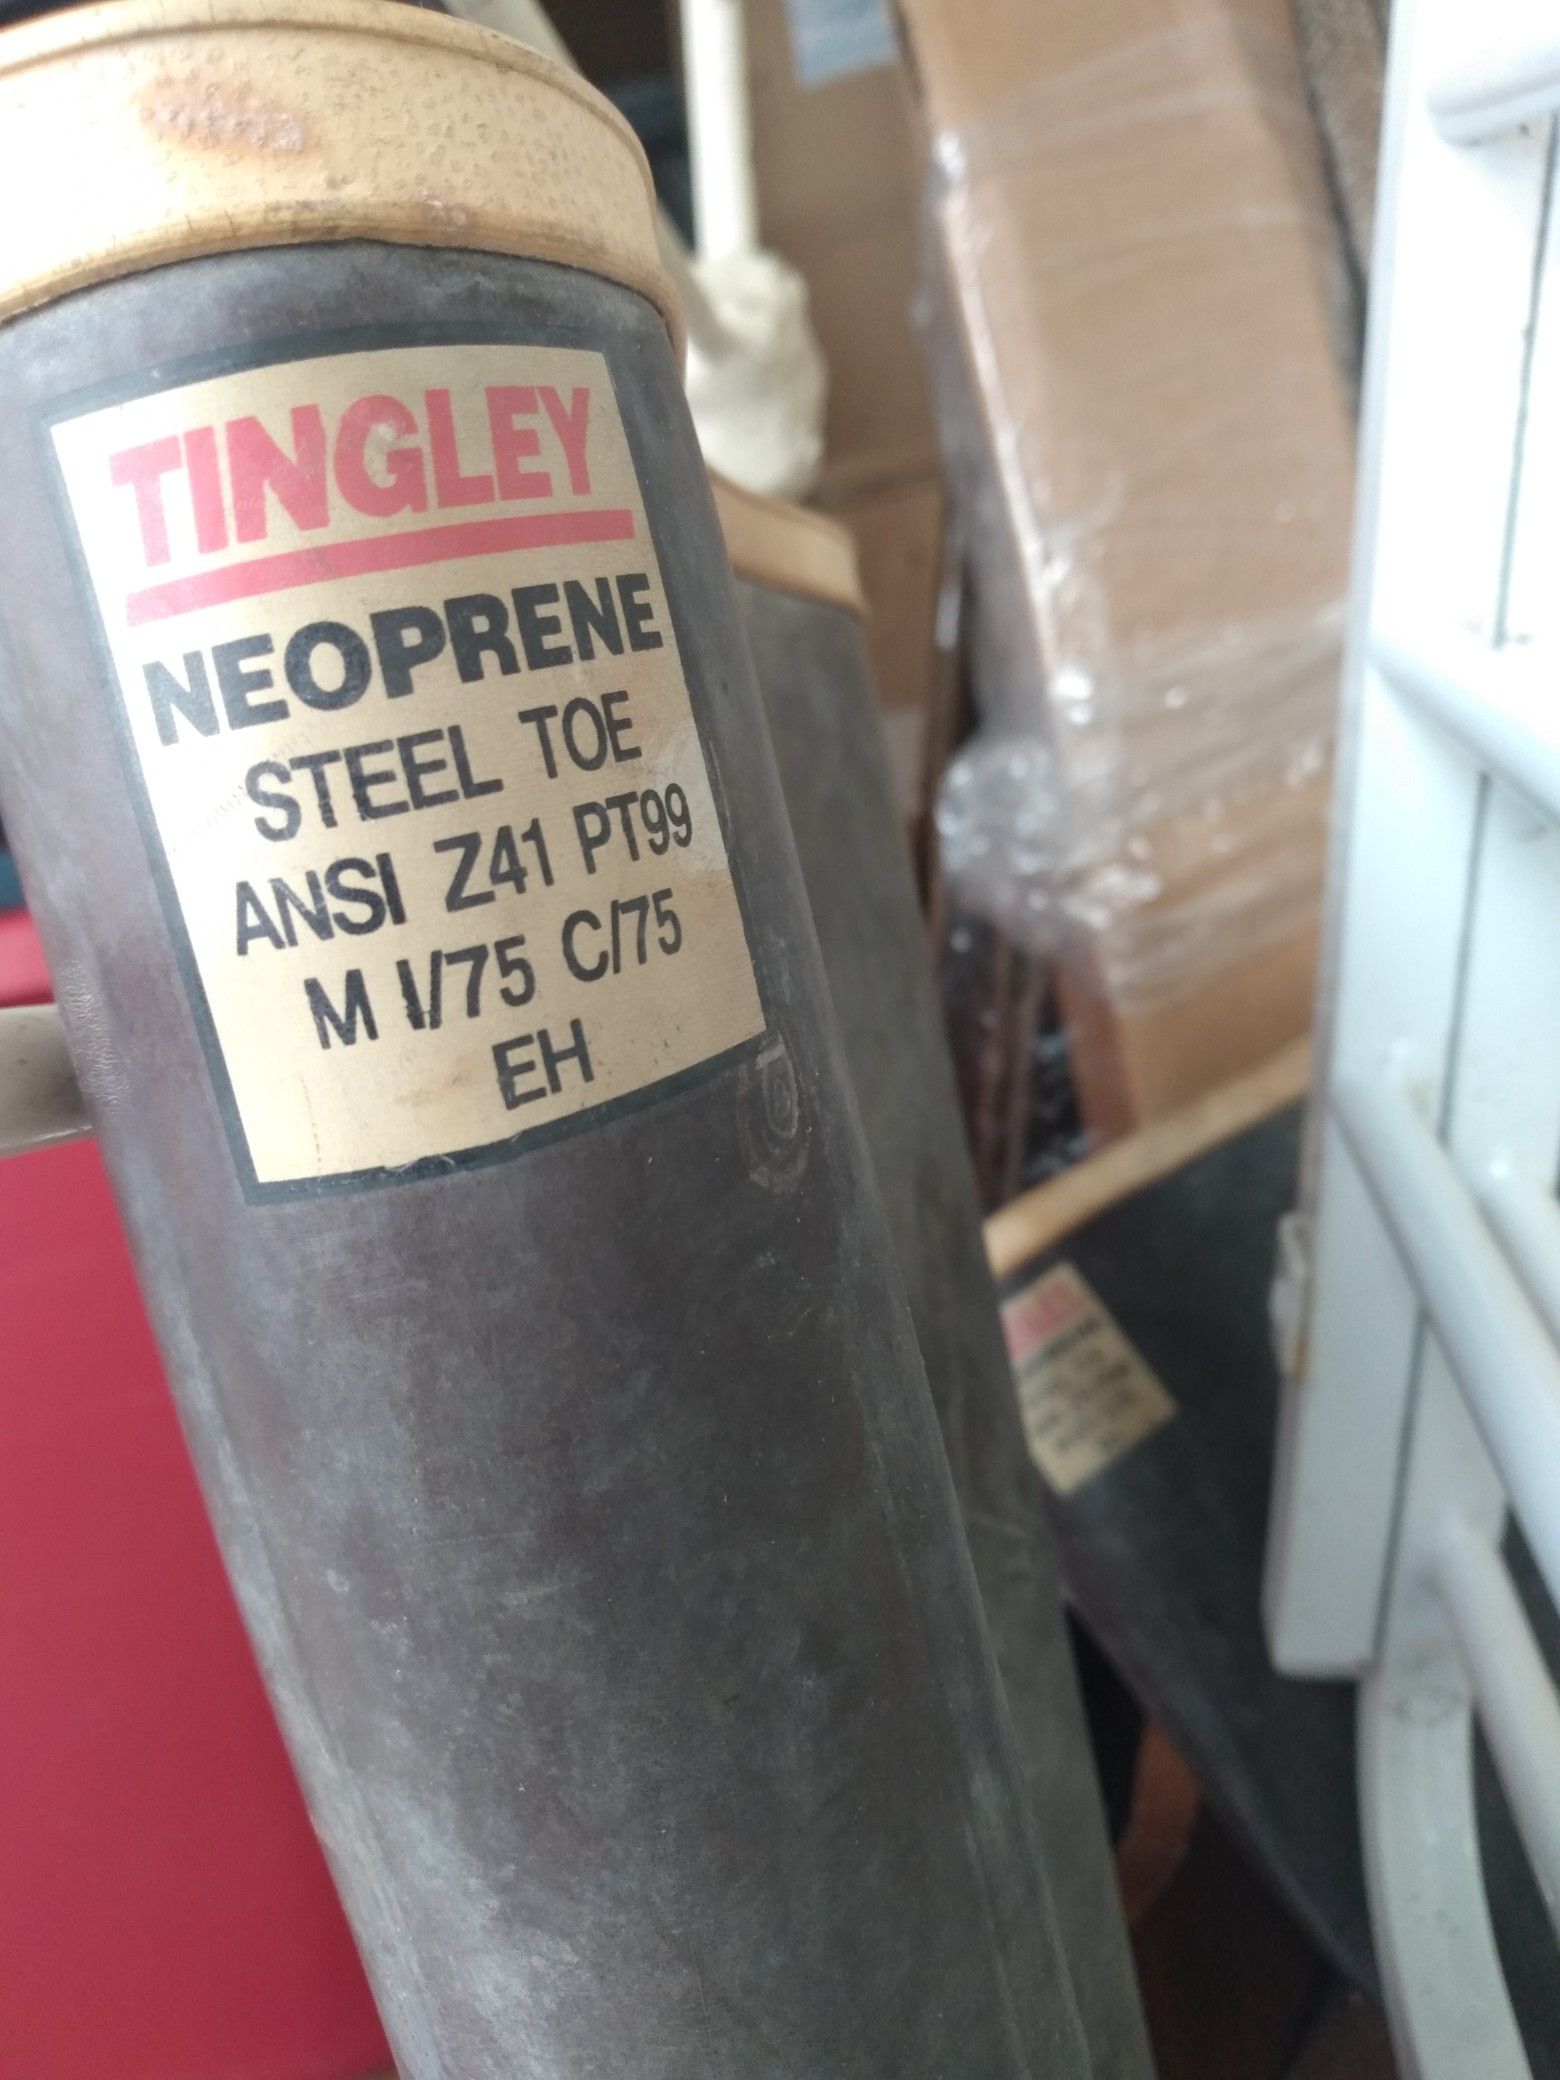 TINGLEY
NEOPRENE
STEEL TOE
ANSI Z41 PT99
M I/75 C/75
EH